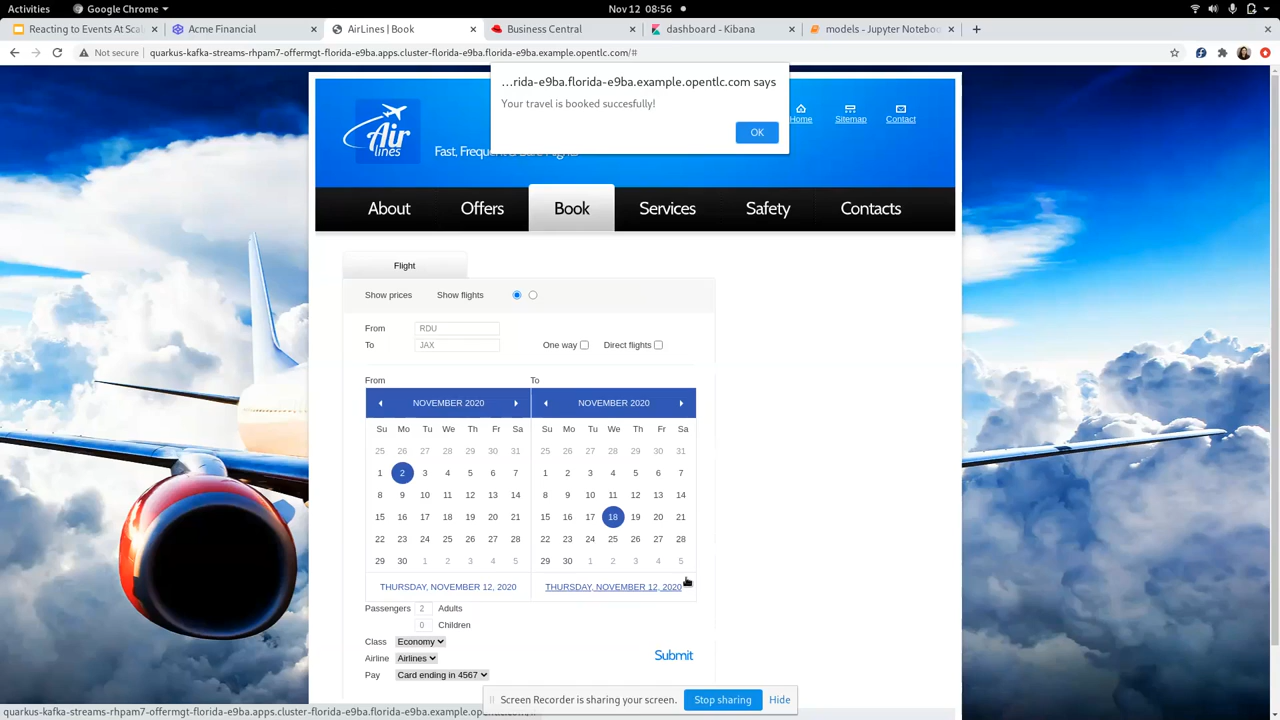 Activities Google Chrome Nov 12 08:56
Reacting to Events At Scal Acme Financial AirLines | Book Business Central dashboard - Kibana models - Jupyter Noteboo
Not secure | quarkus-kafka-streams-rhpam7-offermgt-florida-e9ba.apps.cluster-florida-e9ba.florida-e9ba.example.opentlc.com/#
...rida-e9ba.florida-e9ba.example.opentlc.com says
Your travel is booked succesfully!
OK
Home Sitemap Contact
Air lines
Fast, Frequent & Safe Flights
About Offers Book Services Safety Contacts
Flight
Show prices Show flights
From RDU
To JAX One way Direct flights
From To
NOVEMBER 2020 NOVEMBER 2020
Su Mo Tu We Th Fr Sa Su Mo Tu We Th Fr Sa
25 26 27 28 29 30 31 25 26 27 28 29 30 31
1 2 3 4 5 6 7 1 2 3 4 5 6 7
8 9 10 11 12 13 14 8 9 10 11 12 13 14
15 16 17 18 19 20 21 15 16 17 18 19 20 21
22 23 24 25 26 27 28 22 23 24 25 26 27 28
29 30 1 2 3 4 5 29 30 1 2 3 4 5
THURSDAY, NOVEMBER 12, 2020 THURSDAY, NOVEMBER 12, 2020
Passengers 2 Adults
0 Children
Class Economy
Airline Airlines Submit
Pay Card ending in 4567
Screen Recorder is sharing your screen. Stop sharing Hide
quarkus-kafka-streams-rhpam7-offermgt-florida-e9ba.apps.cluster-florida-e9ba.florida-e9ba.example.op